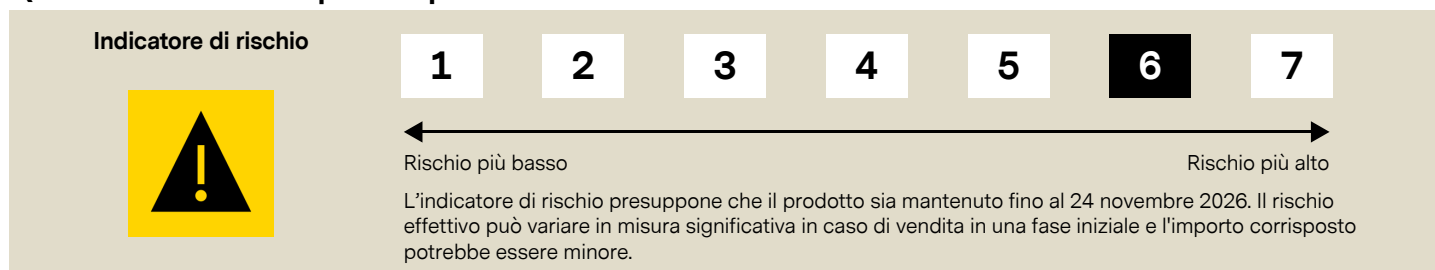 Indicatore di rischio
1 2 3 4 5 6 7
Rischio più basso Rischio più alto
L'indicatore di rischio presuppone che il prodotto sia mantenuto fino al 24 novembre 2026. Il rischio
effettivo può variare in misura significativa in caso di vendita in una fase iniziale e l'importo corrisposto
potrebbe essere minore.